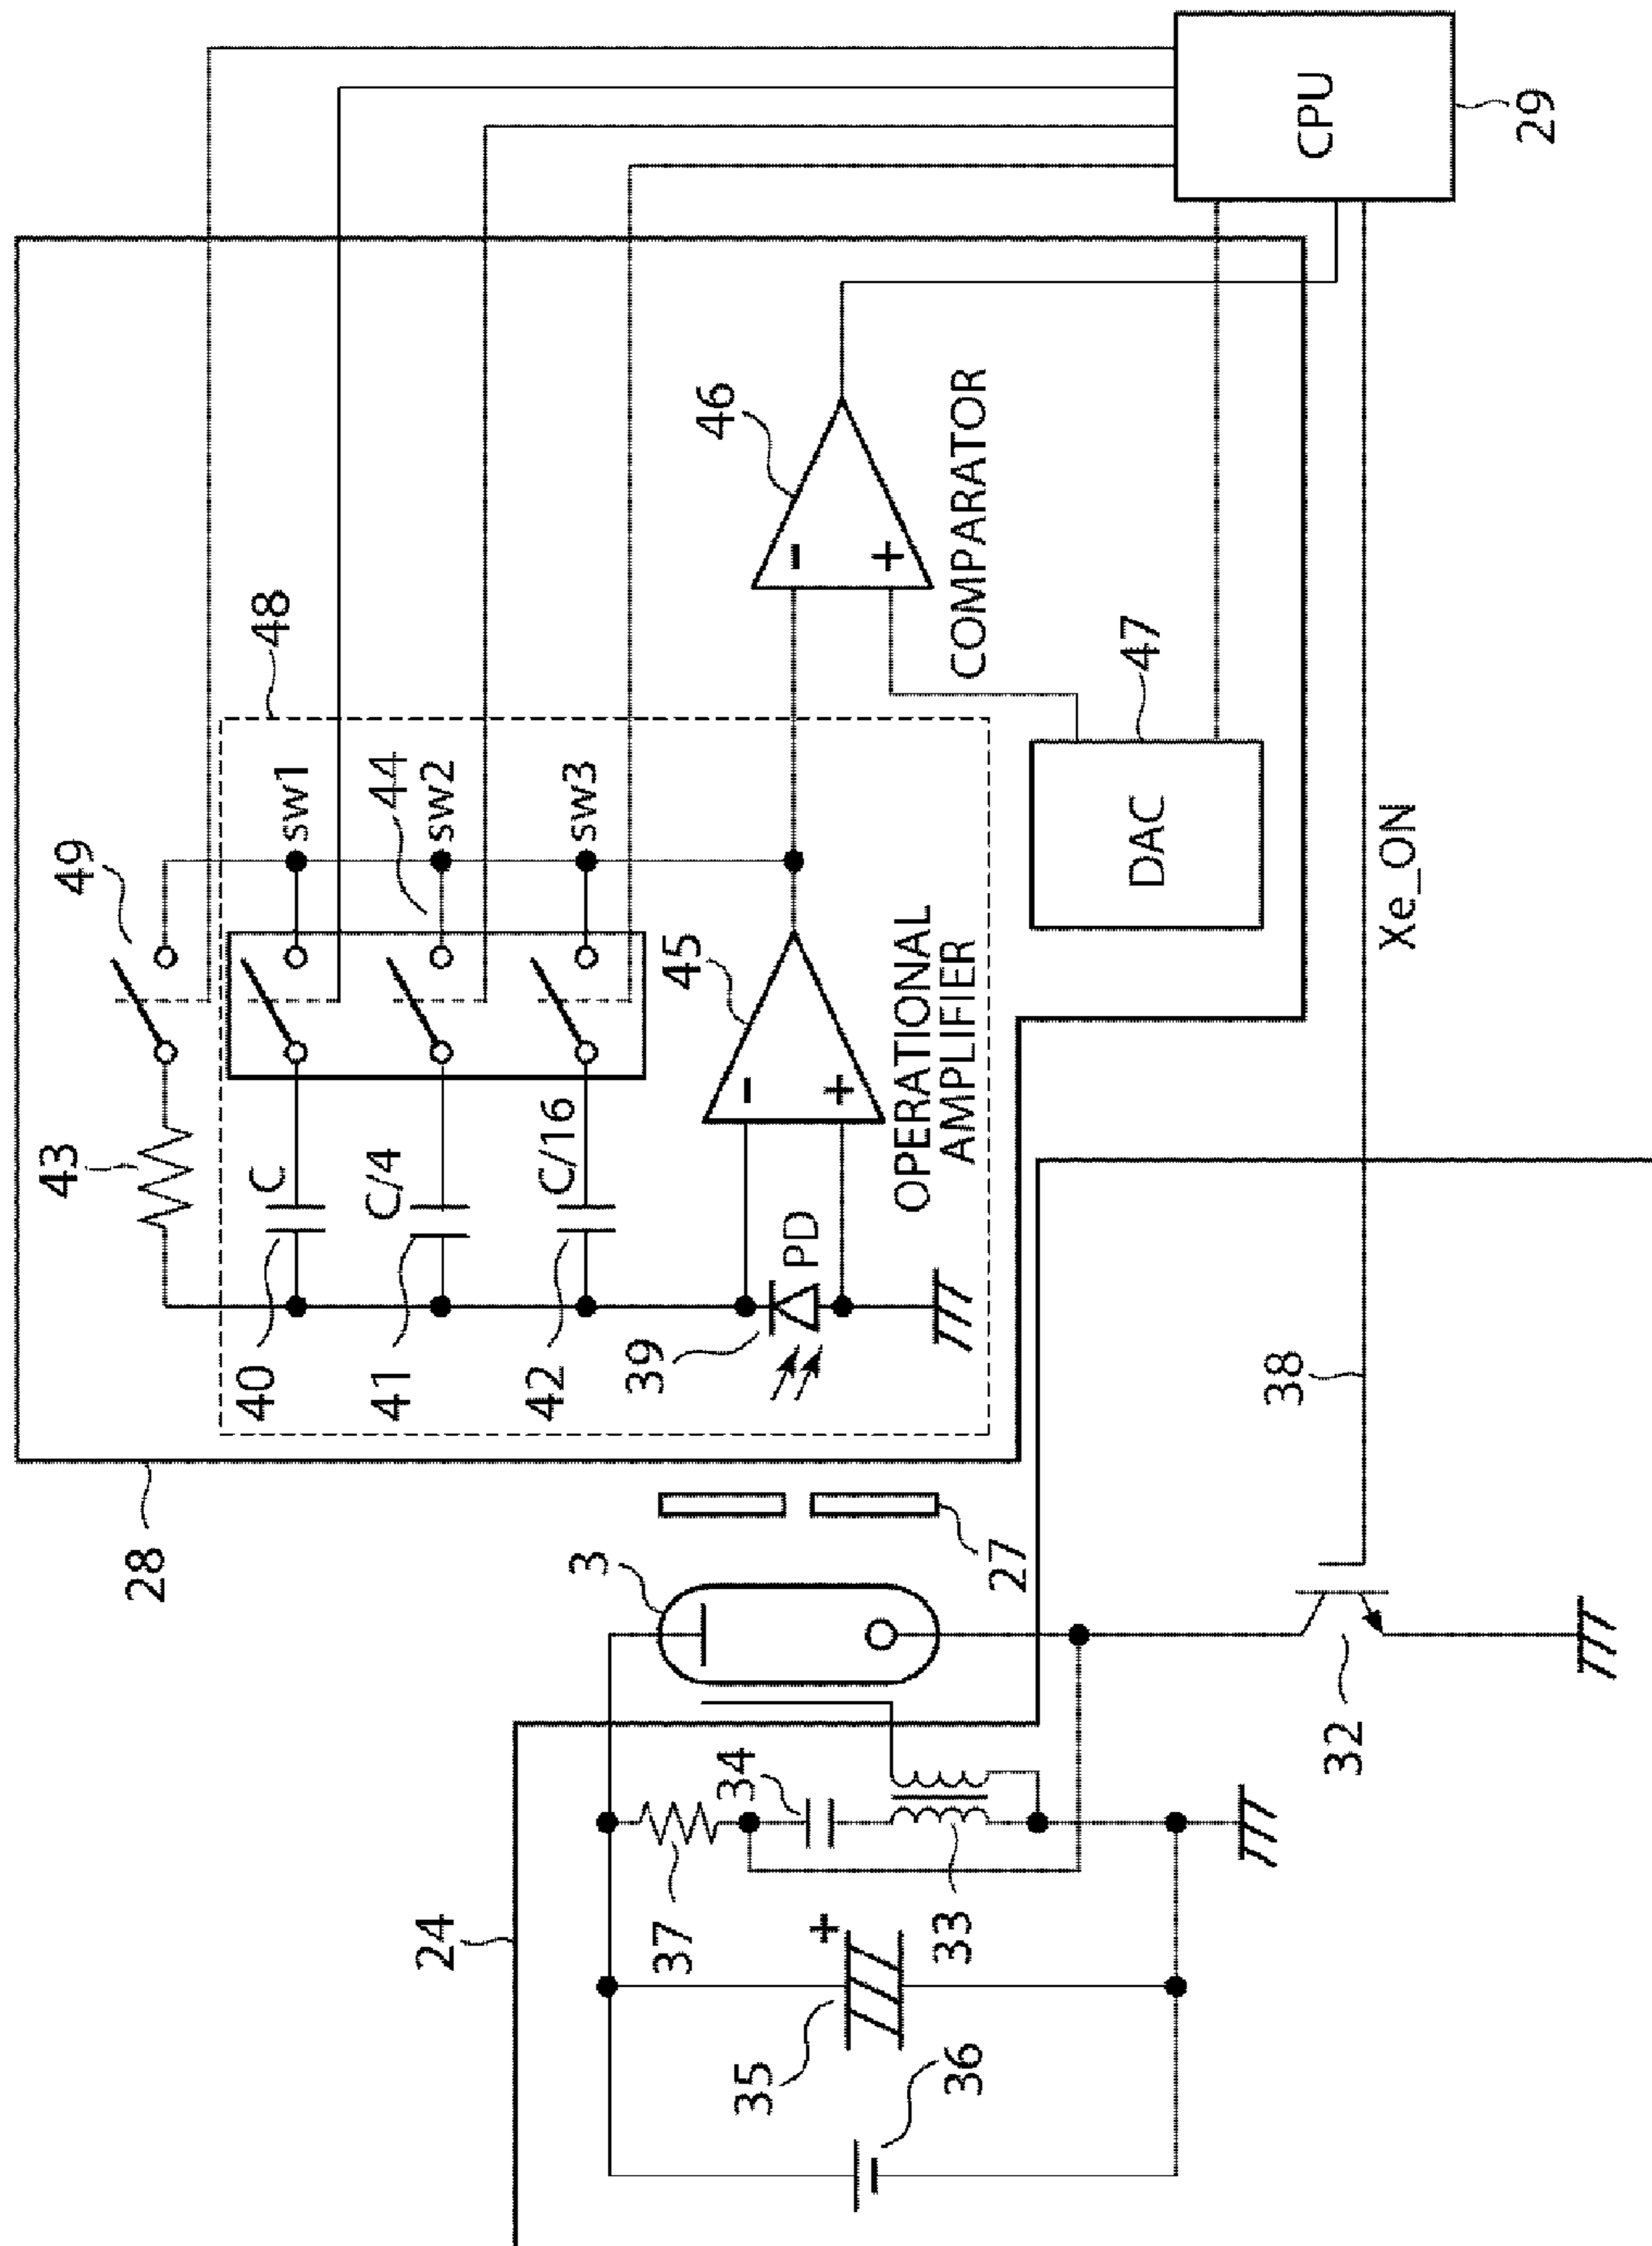 28
43
49
40
C
sw1
48
41
C/4
44
sw2
42
C/16
sw3
39
PD
45
OPERATIONAL
AMPLIFIER
46
COMPARATOR
DAC
47
CPU
29
24
3
27
37
34
35
+
33
36
32
38
Xe_ON
-
+
-
+